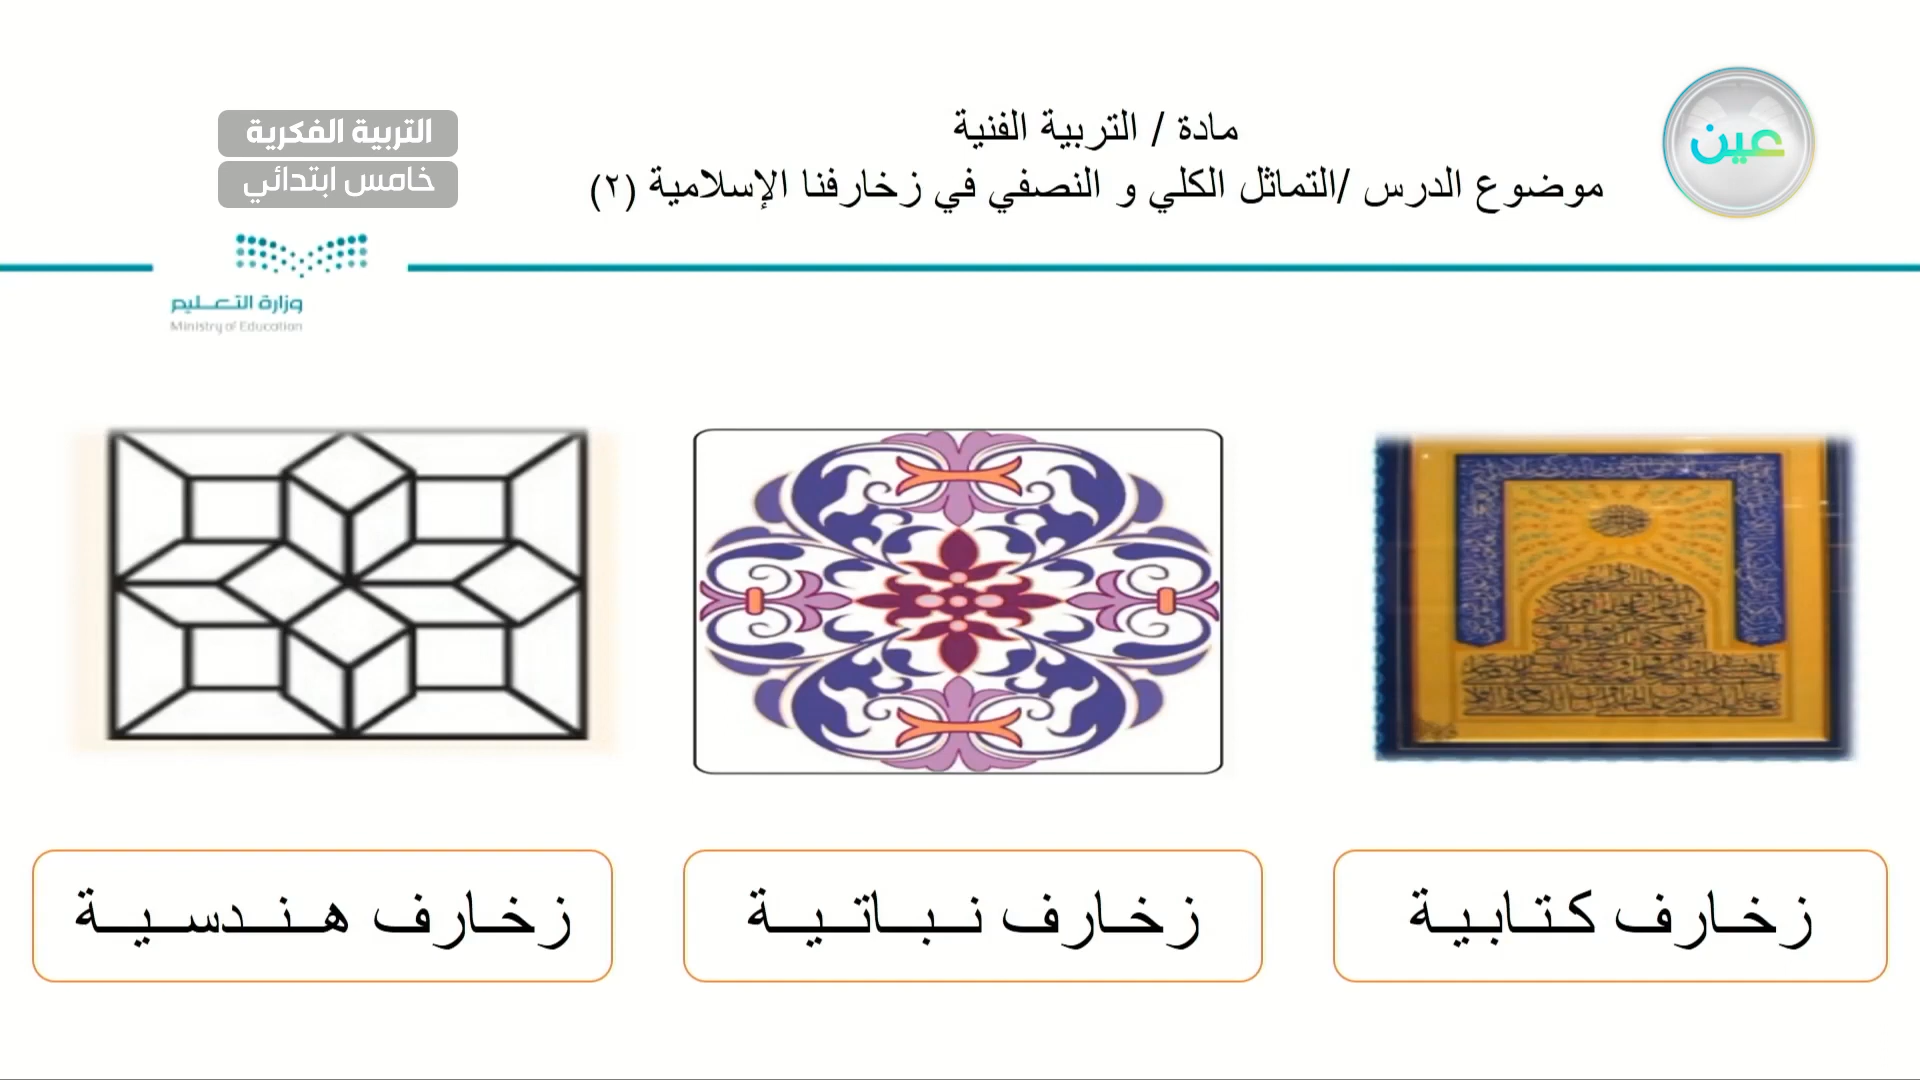 عين
مادة / التربية الفنية
موضوع الدرس /التماثل الكلي و النصفي في زخارفنا الإسلامية (٢)
التربية الفكرية
خامس ابتدائي
وزارة التعليم
Ministry of Education
زخارف كتابية
زخارف نباتية
زخارف هندسية